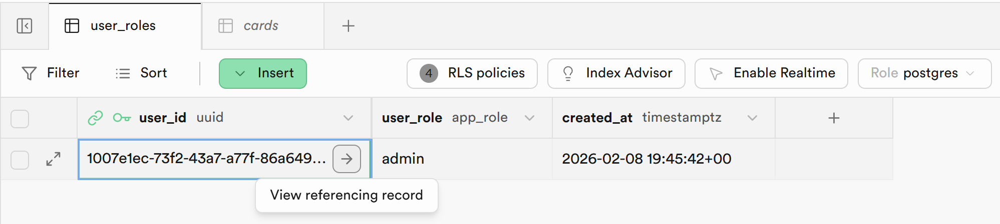 user_roles cards
Filter Sort Insert 4 RLS policies Index Advisor Enable Realtime Role postgres
user_id uuid user_role app_role created_at timestamptz
1007e1ec-73f2-43a7-a77f-86a649... admin 2026-02-08 19:45:42+00
View referencing record